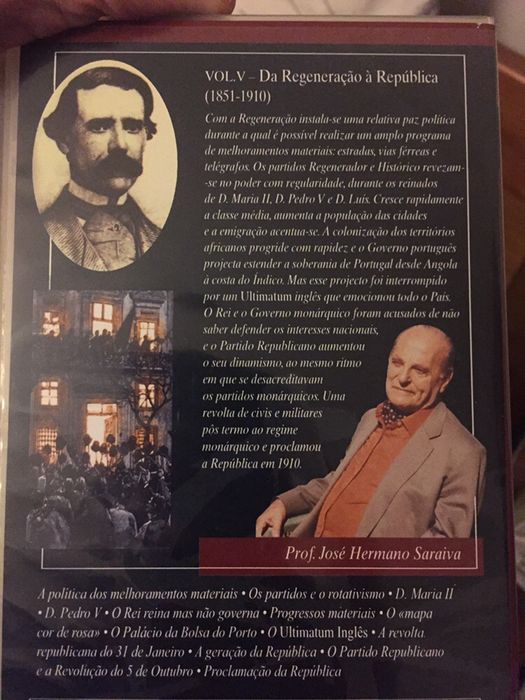 VOL.V – Da Regeneração à República
(1851-1910)
Com a Regeneração instala-se uma relativa paz política
durante a qual é possível realizar um amplo programa
de melhoramentos materiais: estradas, vias férreas e
telégrafos. Os partidos Regenerador e Histórico revezam-
-se no poder com regularidade, durante os reinados
de D. Maria II, D. Pedro V e D. Luís. Cresce rapidamente
a classe média, aumenta a população das cidades
e a emigração acentua-se. A colonização dos territórios
africanos progride com rapidez e o Governo português
projecta estender a soberania de Portugal desde Angola
à costa do Índico. Mas esse projecto foi interrompido
por um Ultimatum inglês que emocionou todo o País.
O Rei e o Governo monárquico foram acusados de não
saber defender os interesses nacionais,
e o Partido Republicano aumentou
o seu dinamismo, ao mesmo ritmo
em que se desacreditavam
os partidos monárquicos. Uma
revolta de civis e militares
pôs termo ao regime
monárquico e proclamou
a República em 1910.
Prof. José Hermano Saraiva
A política dos melhoramentos materiais • Os partidos e o rotativismo • D. Maria II
• D. Pedro V • O Rei reina mas não governa • Progressos materiais • O «mapa
cor de rosa» • O Palácio da Bolsa do Porto • O Ultimatum Inglês • A revolta
republicana do 31 de Janeiro • A geração da República • O Partido Republicano
e a Revolução do 5 de Outubro • Proclamação da República